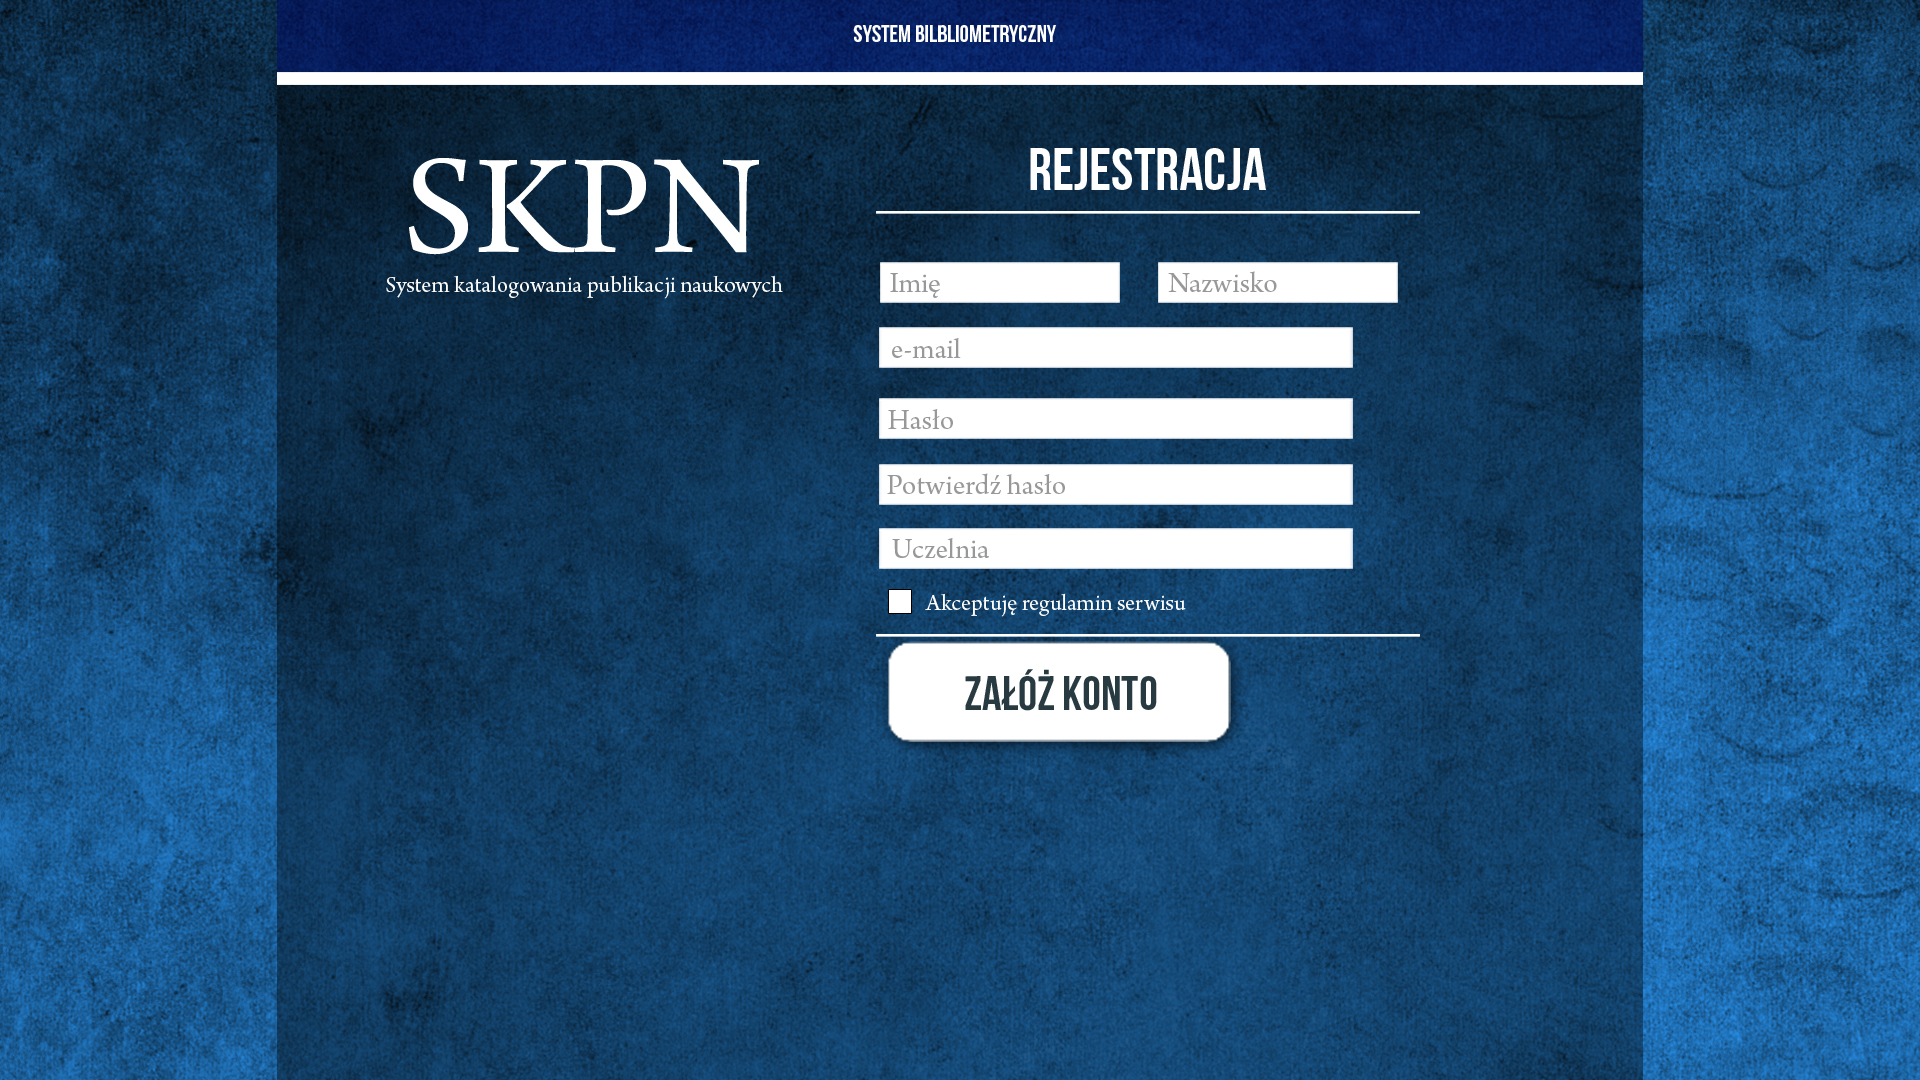 SYSTEM BILBLIOMETRYCZNY
SKPN
System katalogowania publikacji naukowych
REJESTRACJA
Imię
Nazwisko
e-mail
Hasło
Potwierdź hasło
Uczelnia
Akceptuję regulamin serwisu
ZAŁÓŻ KONTO